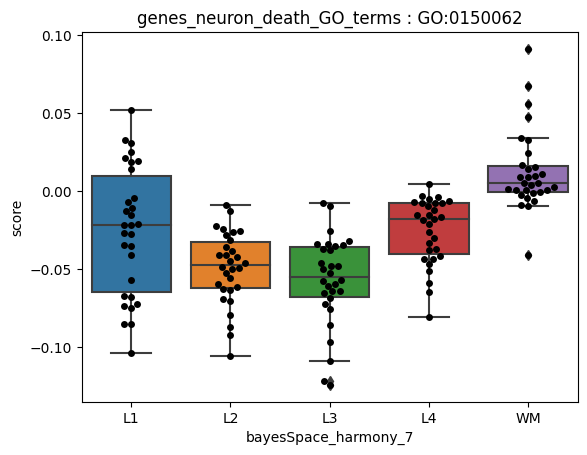 genes_neuron_death_GO_terms : GO:0150062
0.10
0.05
0.00
−0.05
−0.10
score
L1 L2 L3 L4 WM
bayesSpace_harmony_7